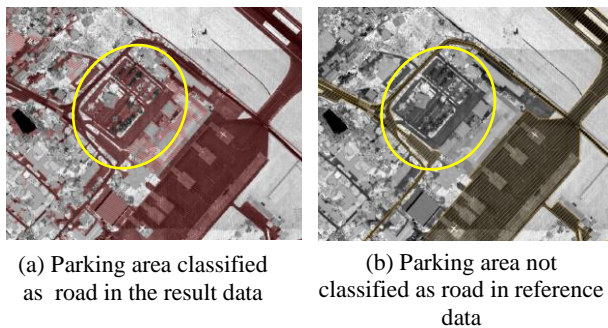 (a) Parking area classified
as road in the result data
(b) Parking area not
classified as road in reference
data